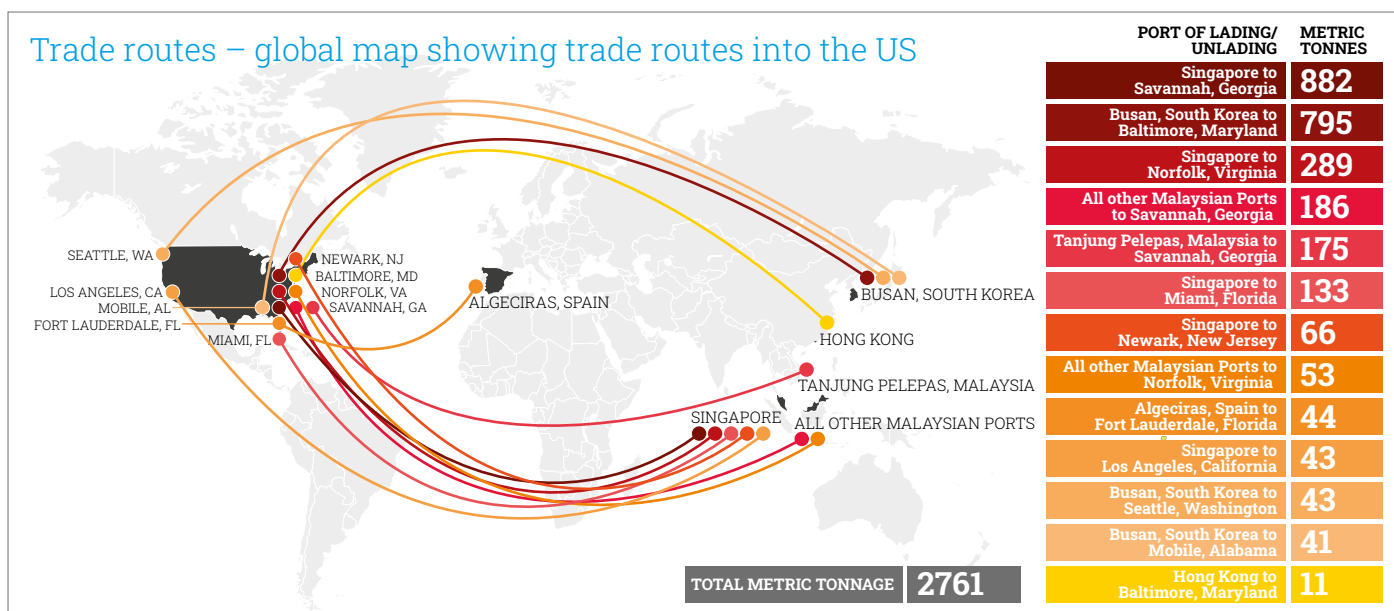 Trade routes – global map showing trade routes into the US
SEATTLE, WA
LOS ANGELES, CA
MOBILE, AL
FORT LAUDERDALE, FL
MIAMI, FL
NEWARK, NJ
BALTIMORE, MD
NORFOLK, VA
SAVANNAH, GA
ALGECIRAS, SPAIN
BUSAN, SOUTH KOREA
HONG KONG
TANJUNG PELEPAS, MALAYSIA
SINGAPORE
ALL OTHER MALAYSIAN PORTS
TOTAL METRIC TONNAGE 2761
PORT OF LADING/
UNLADING
METRIC
TONNES
Singapore to
Savannah, Georgia
882
Busan, South Korea to
Baltimore, Maryland
795
Singapore to
Norfolk, Virginia
289
All other Malaysian Ports
to Savannah, Georgia
186
Tanjung Pelepas, Malaysia to
Savannah, Georgia
175
Singapore to
Miami, Florida
133
Singapore to
Newark, New Jersey
66
All other Malaysian Ports to
Norfolk, Virginia
53
Algeciras, Spain to
Fort Lauderdale, Florida
44
Singapore to
Los Angeles, California
43
Busan, South Korea to
Seattle, Washington
43
Busan, South Korea to
Mobile, Alabama
41
Hong Kong to
Baltimore, Maryland
11